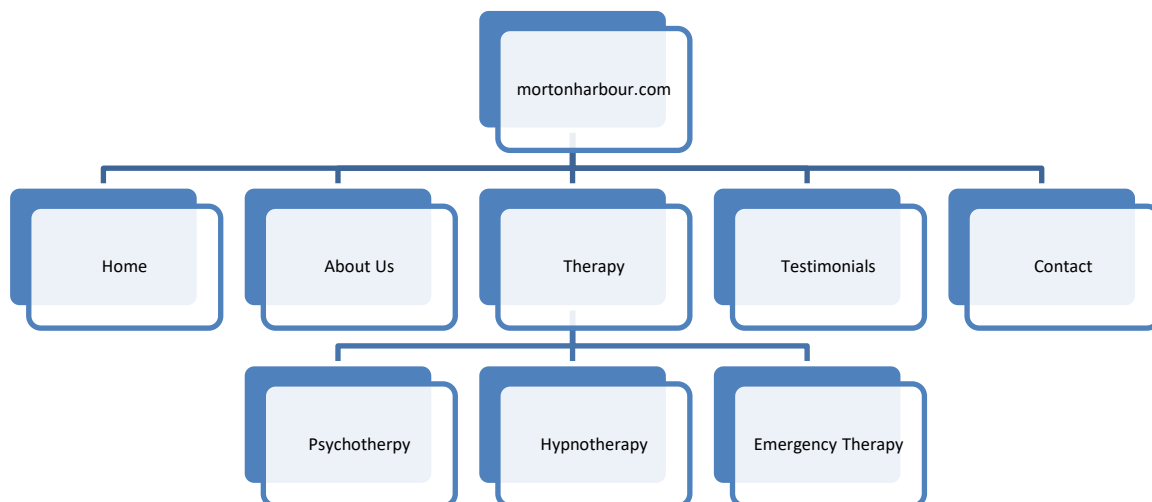 mortonharbour.com
Home
About Us
Therapy
Testimonials
Contact
Psychotherpy
Hypnotherapy
Emergency Therapy